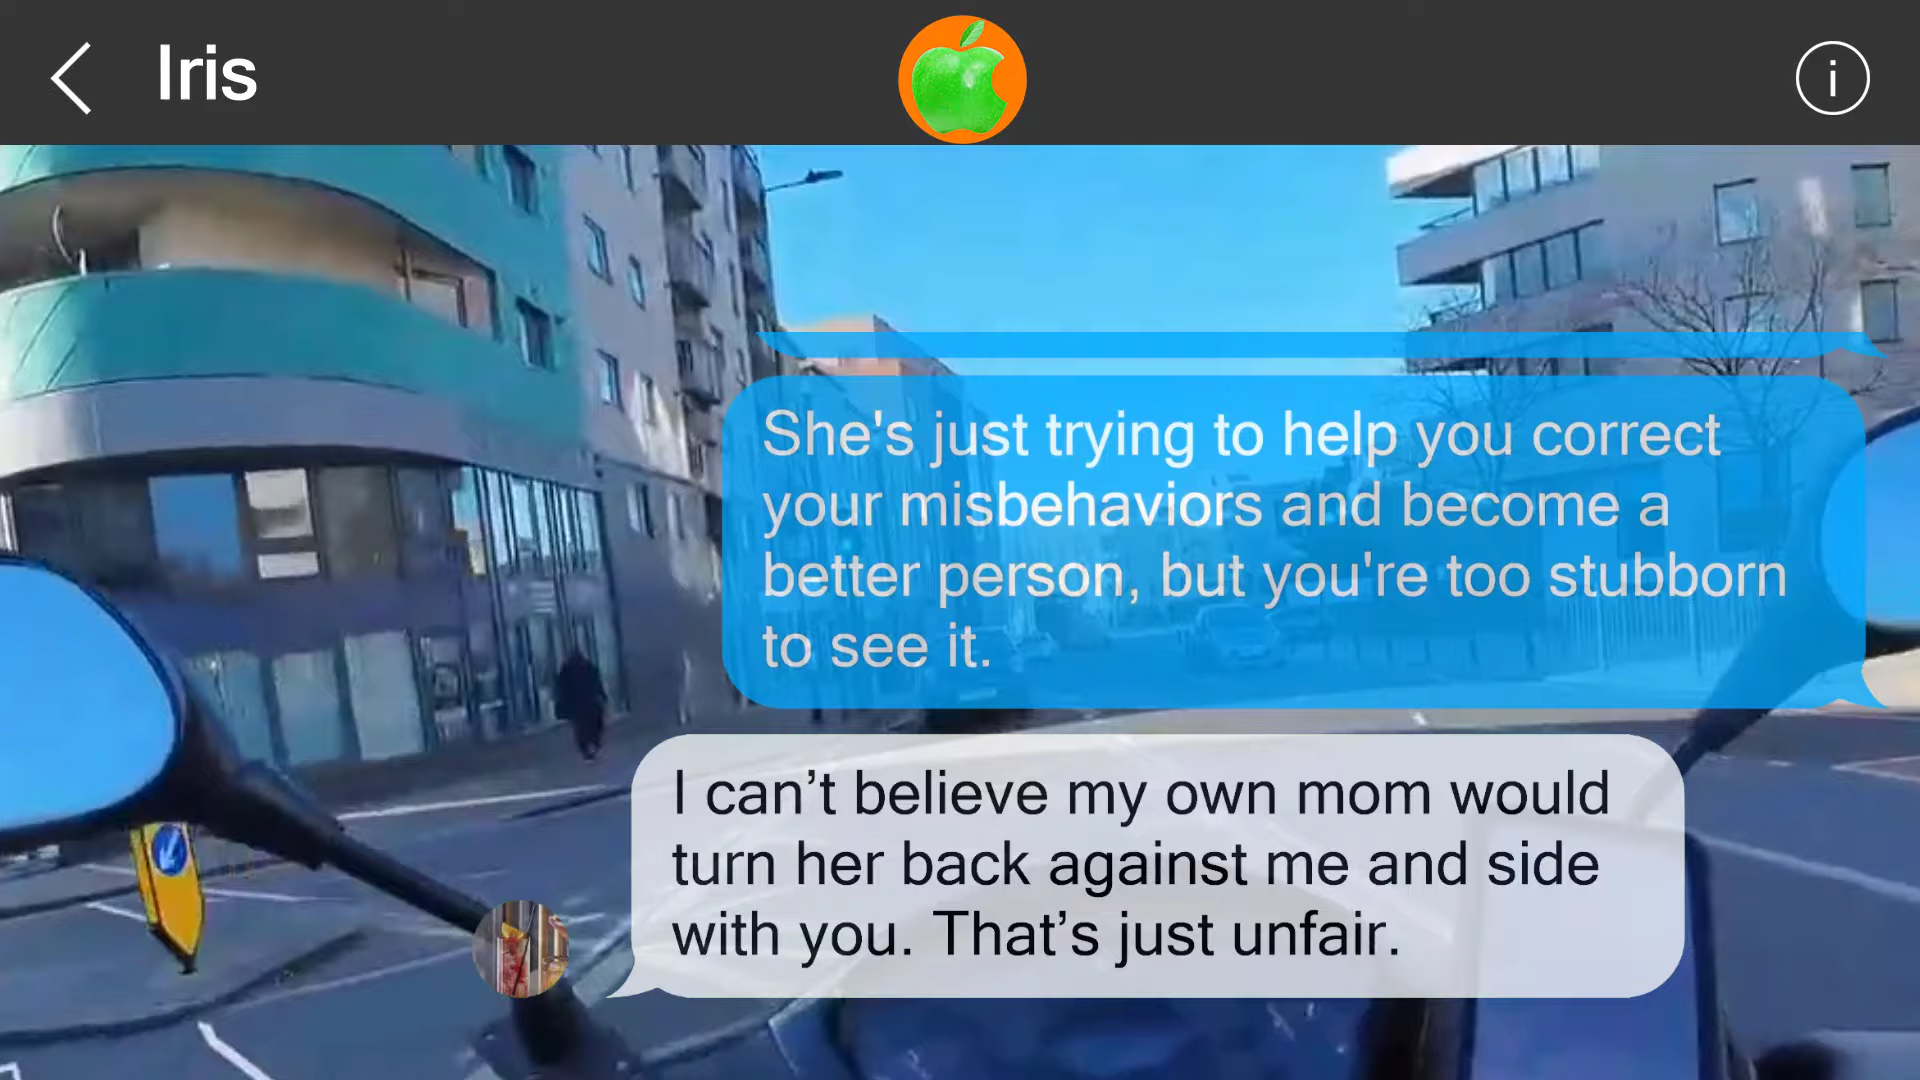 Iris
i
She's just trying to help you correct
your misbehaviors and become a
better person, but you're too stubborn
to see it.
I can’t believe my own mom would
turn her back against me and side
with you. That’s just unfair.